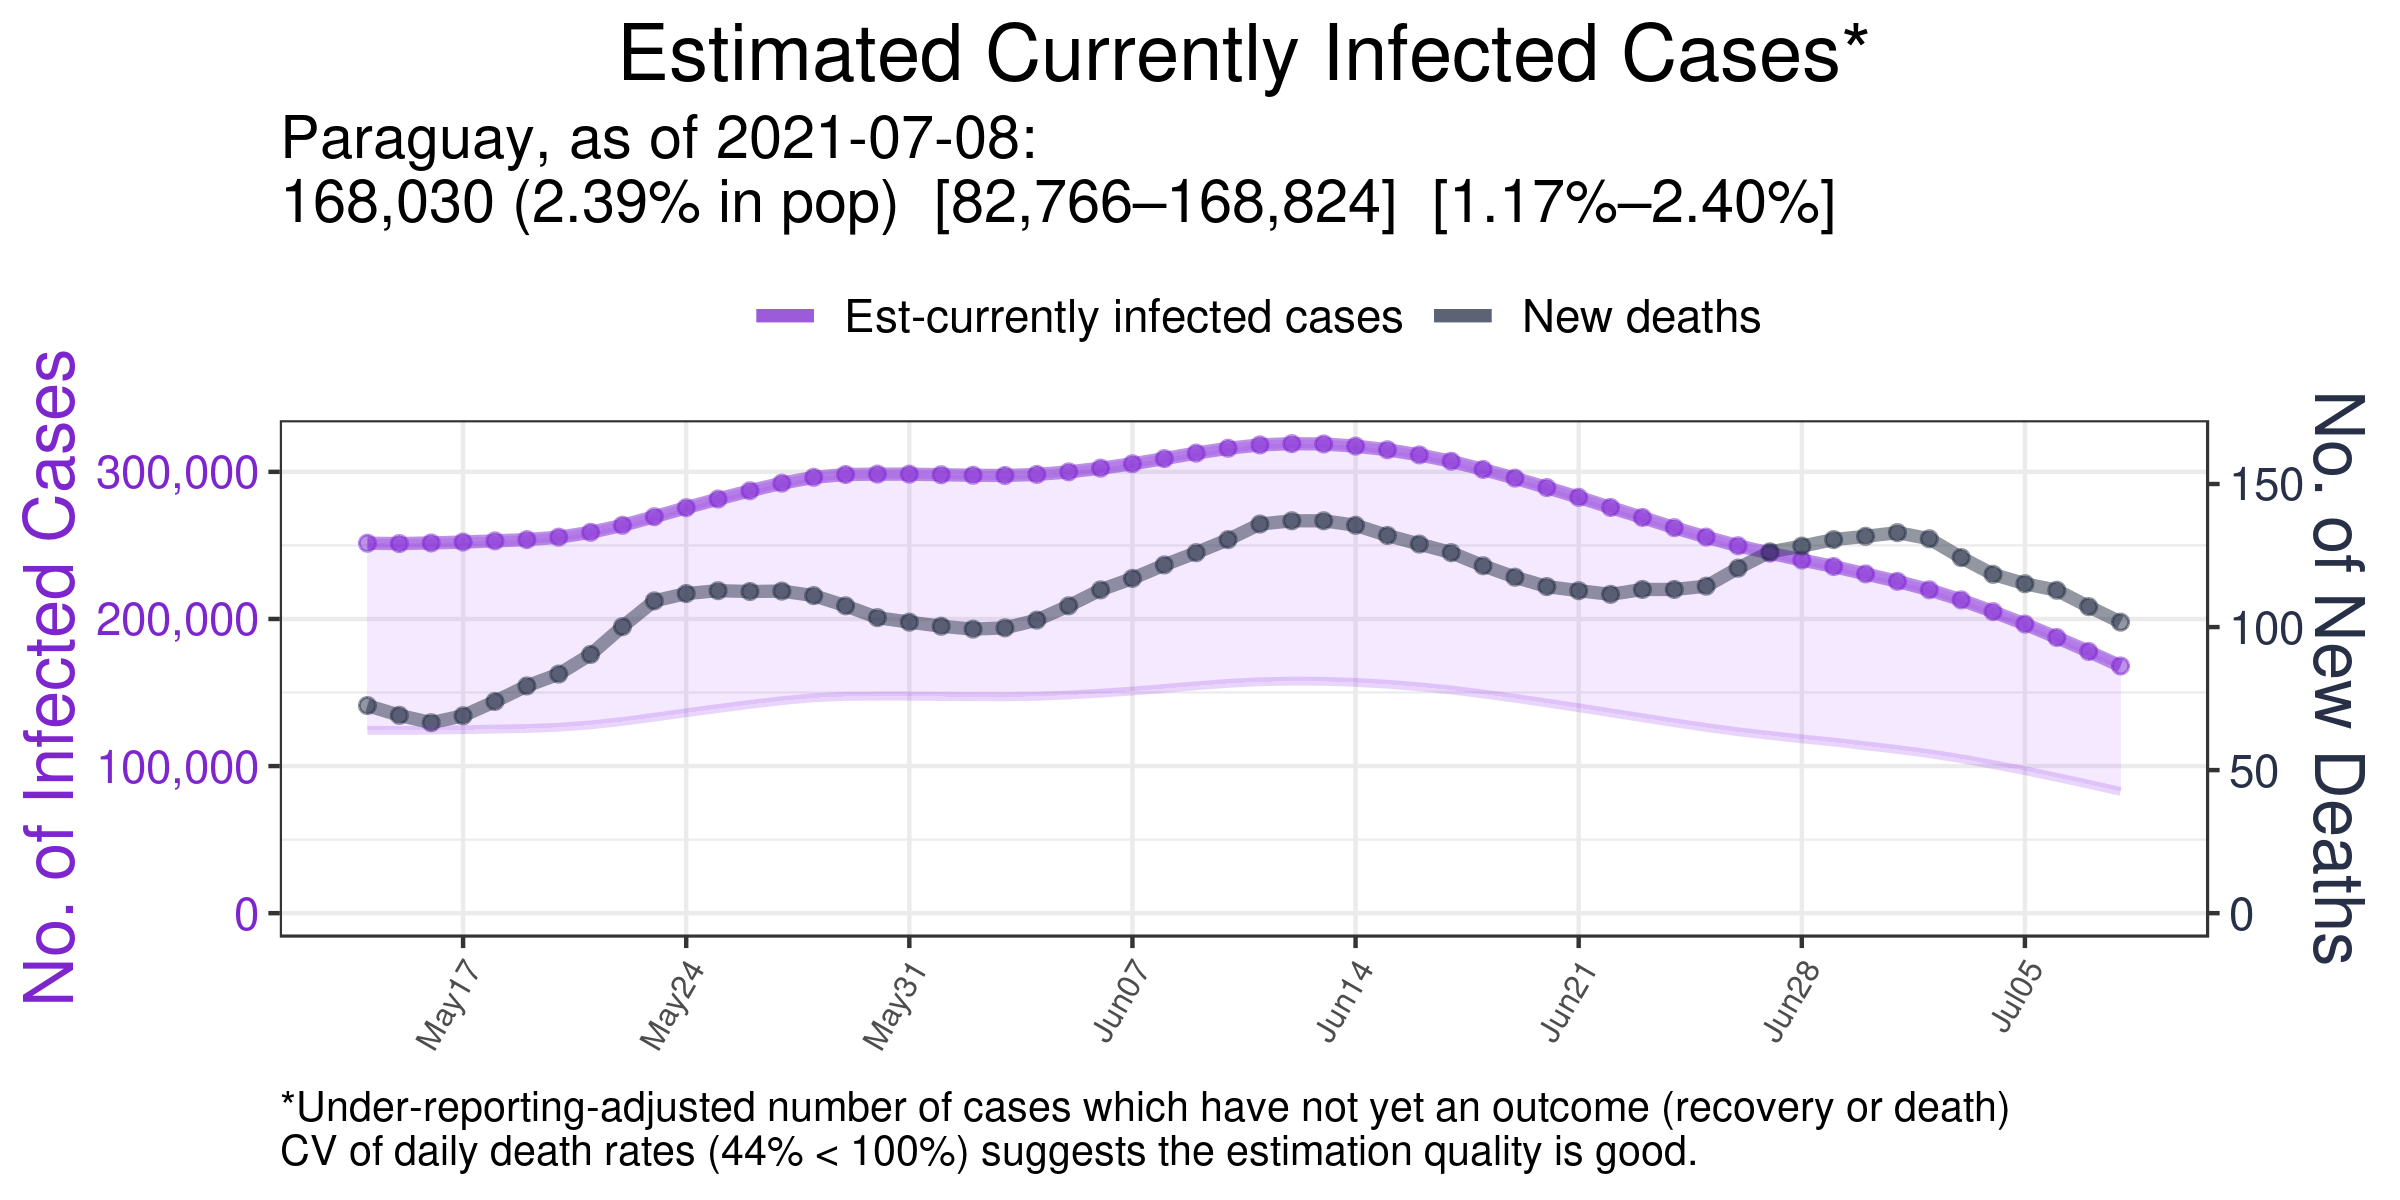 Estimated Currently Infected Cases*
Paraguay, as of 2021-07-08:
168,030 (2.39% in pop)  [82,766–168,824]  [1.17%–2.40%]
Est-currently infected cases
New deaths
No. of Infected Cases
300,000
200,000
100,000
0
No. of New Deaths
150
100
50
0
May17
May24
May31
Jun07
Jun14
Jun21
Jun28
Jul05
*Under-reporting-adjusted number of cases which have not yet an outcome (recovery or death)
CV of daily death rates (44% < 100%) suggests the estimation quality is good.